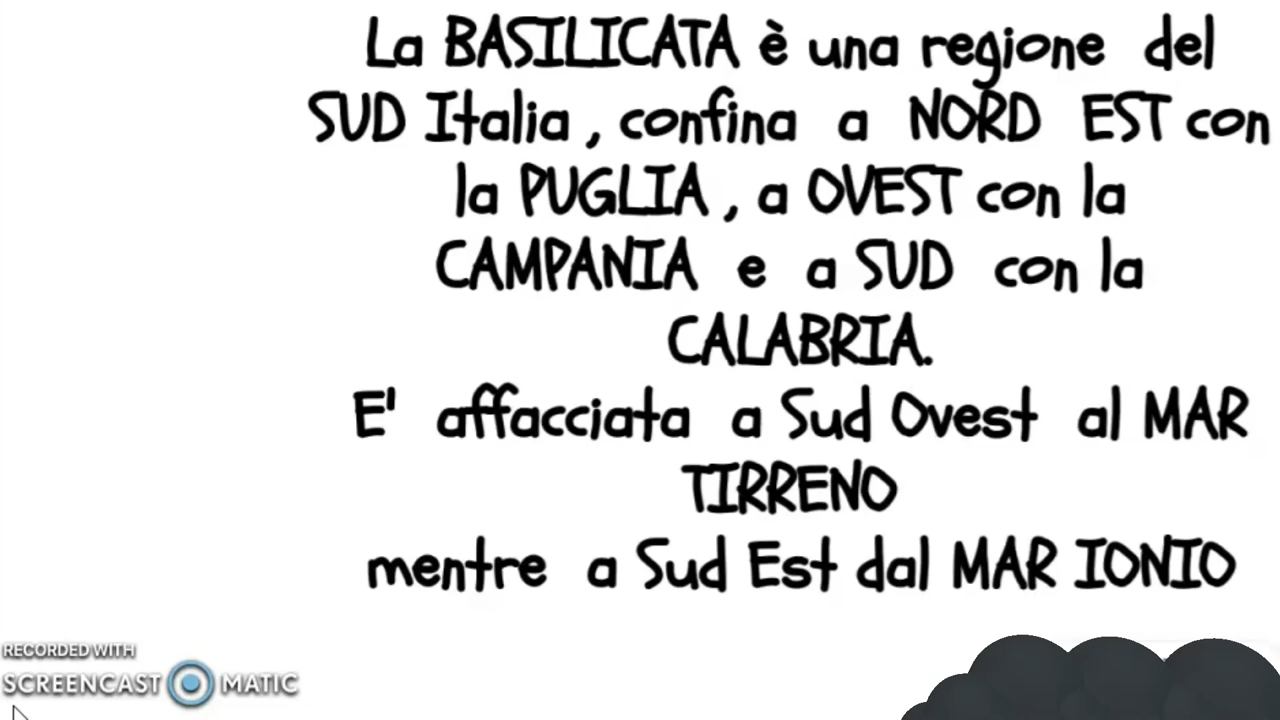 La BASILICATA è una regione del
SUD Italia , confina a NORD EST con
la PUGLIA , a OVEST con la
CAMPANIA e a SUD con la
CALABRIA.
E' affacciata a Sud Ovest al MAR
TIRRENO
mentre a Sud Est dal MAR IONIO
RECORDED WITH
SCREENCAST MATIC